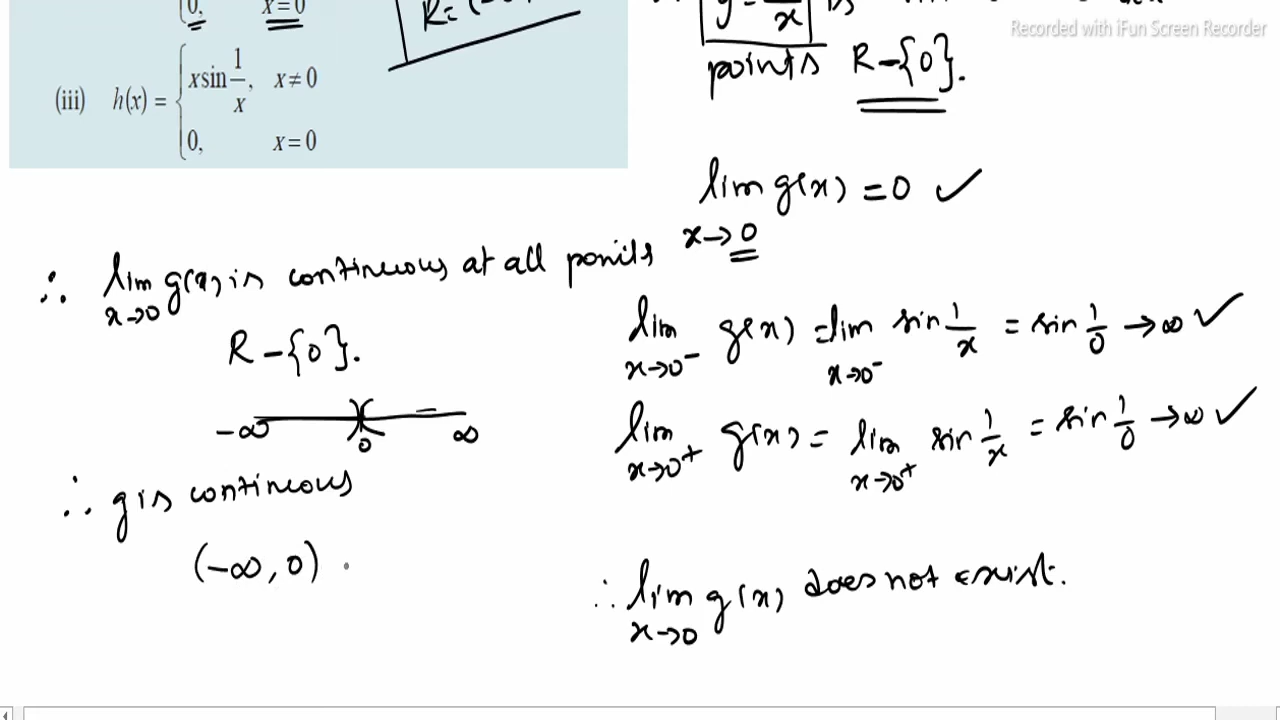 0, x=0
R=
y = /x is
Recorded with iFun Screen Recorder
points R-{0}.
(iii) h(x) = { x sin 1/x, x≠0
0, x=0
lim g(x) = 0 ✓
x→0
∴ lim g(x) is continuous at all ponits
x→0
R-{0}.
-∞ 0 ∞
∴ g is continuous
(-∞, 0)
lim g(x) = lim sin 1/x = sin 1/0 → ∞ ✓
x→0⁻ x→0⁻
lim g(x) = lim sin 1/x = sin 1/0 → ∞ ✓
x→0⁺ x→0⁺
∴ lim g(x) does not exist.
x→0